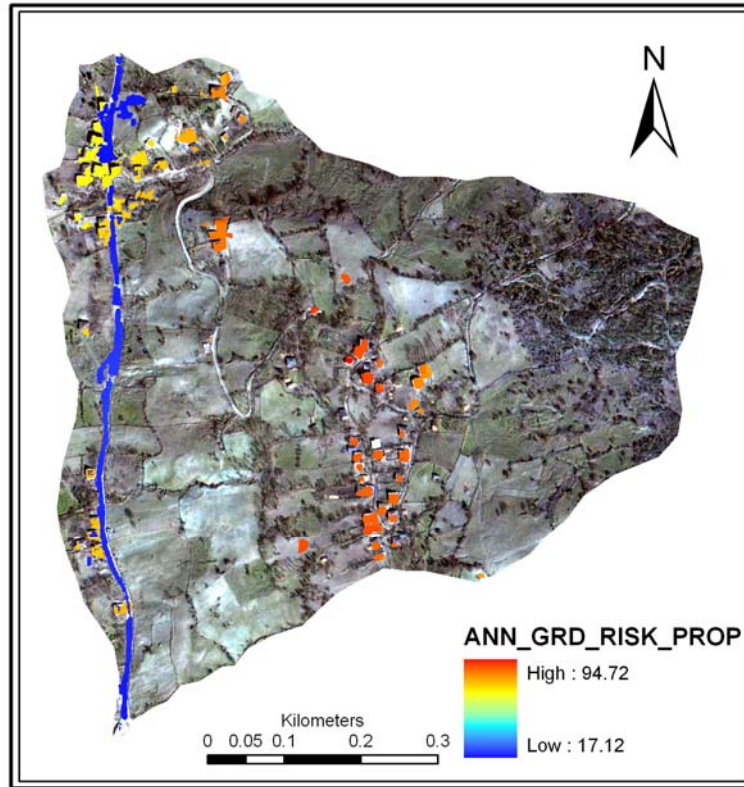 N
ANN_GRD_RISK_PROP
High : 94.72
Low : 17.12
Kilometers
0 0.05 0.1 0.2 0.3